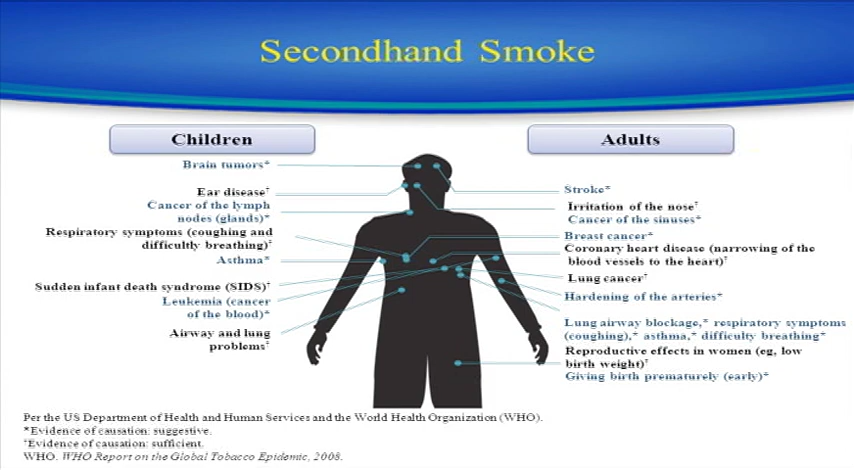 Secondhand Smoke
Children
Brain tumors*
Ear disease†
Cancer of the lymph
nodes (glands)*
Respiratory symptoms (coughing and
difficultly breathing)‡
Asthma*
Sudden infant death syndrome (SIDS)†
Leukemia (cancer
of the blood)*
Airway and lung
problems‡
Adults
Stroke*
Irritation of the nose†
Cancer of the sinuses*
Breast cancer*
Coronary heart disease (narrowing of the
blood vessels to the heart)†
Lung cancer†
Hardening of the arteries*
Lung airway blockage,* respiratory symptoms
(coughing),* asthma,* difficulty breathing*
Reproductive effects in women (eg, low
birth weight)†
Giving birth prematurely (early)*
Per the US Department of Health and Human Services and the World Health Organization (WHO).
*Evidence of causation: suggestive.
†Evidence of causation: sufficient.
WHO. WHO Report on the Global Tobacco Epidemic, 2008.